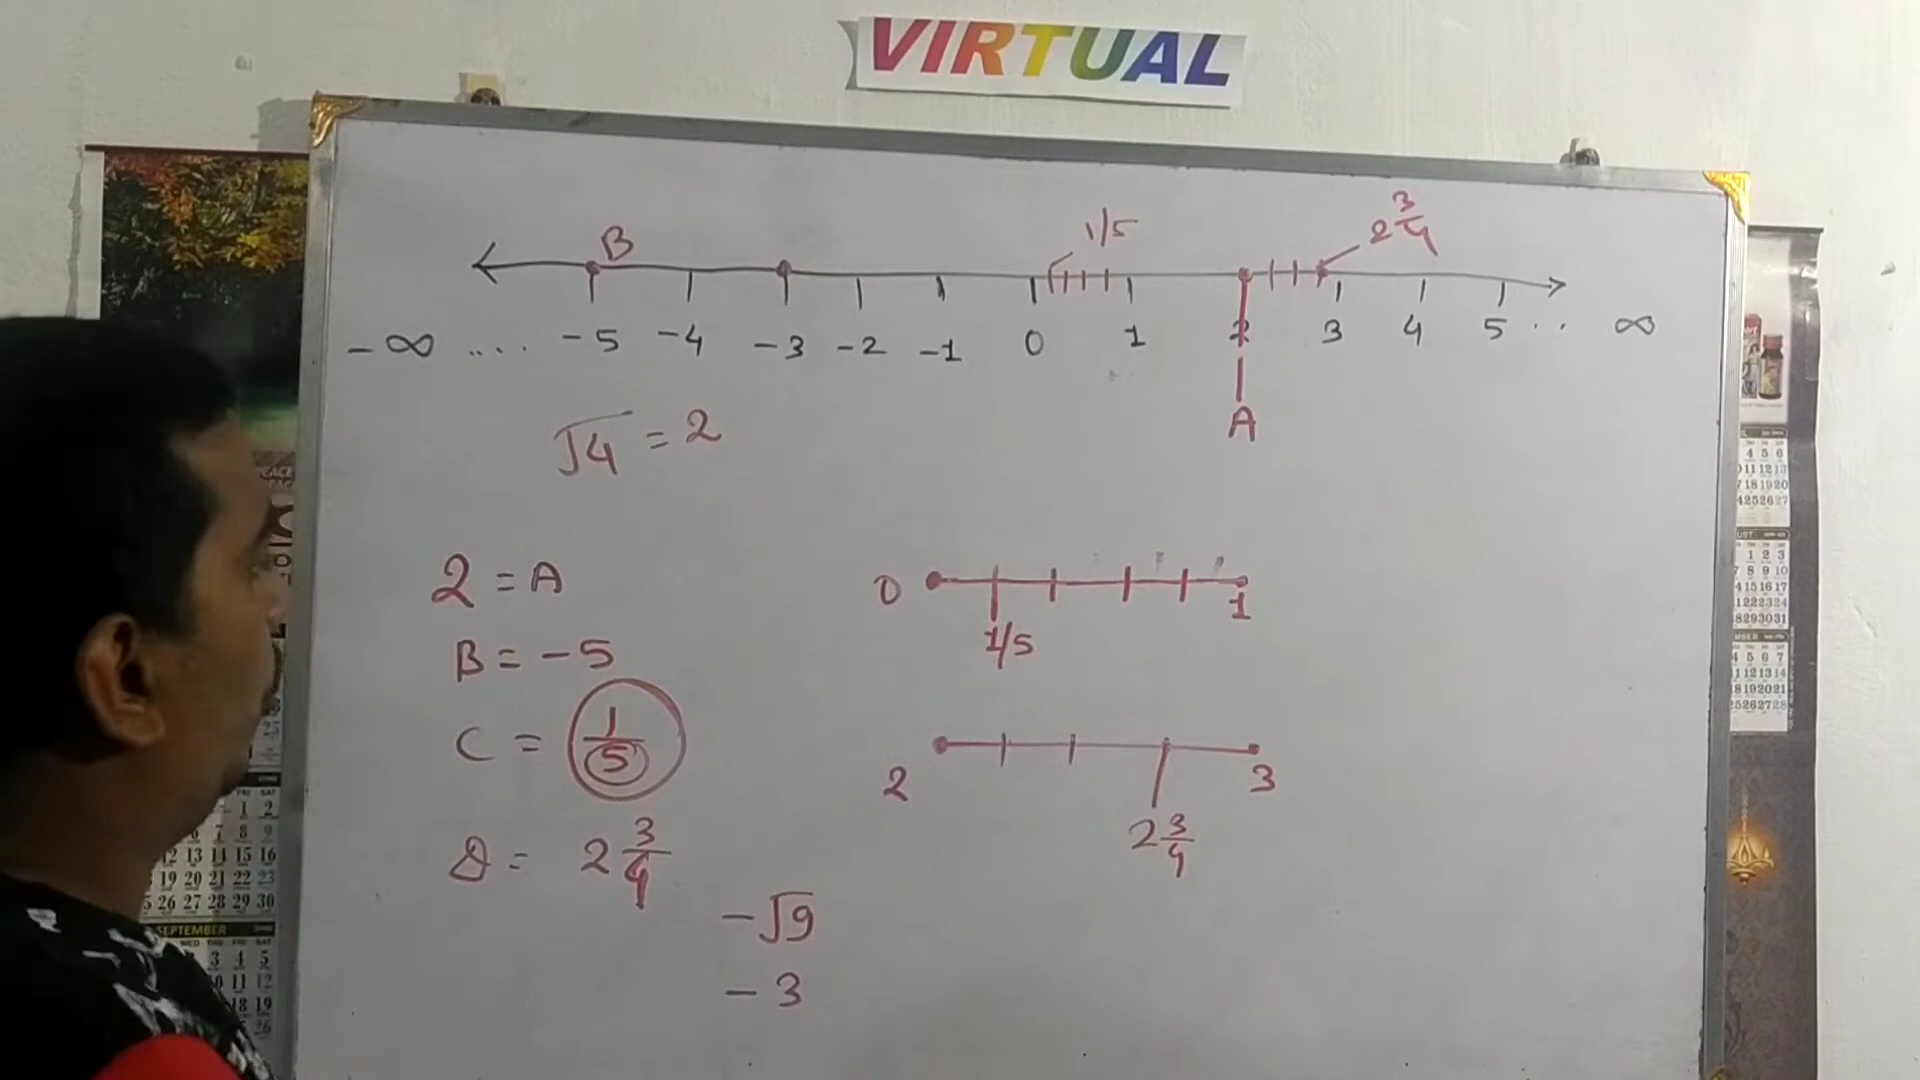 VIRTUAL
B
1/5
2 3/4
-∞ .... -5 -4 -3 -2 -1 0 1 2 3 4 5 .. ∞
A
√4 = 2
2 = A
B = -5
C = 1/5
D = 2 3/4
-√9
-3
0 1
1/5
2 3
2 3/4
SEPTEMBER